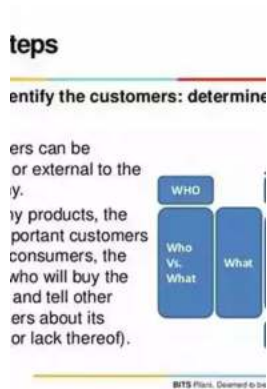 teps
entify the customers: determine
ers can be
or external to the
y.
ny products, the
portant customers
consumers, the
who will buy the
and tell other
ers about its
or lack thereof).
WHO
Who
Vs.
What
What
BITS Pilani, Deemed to be